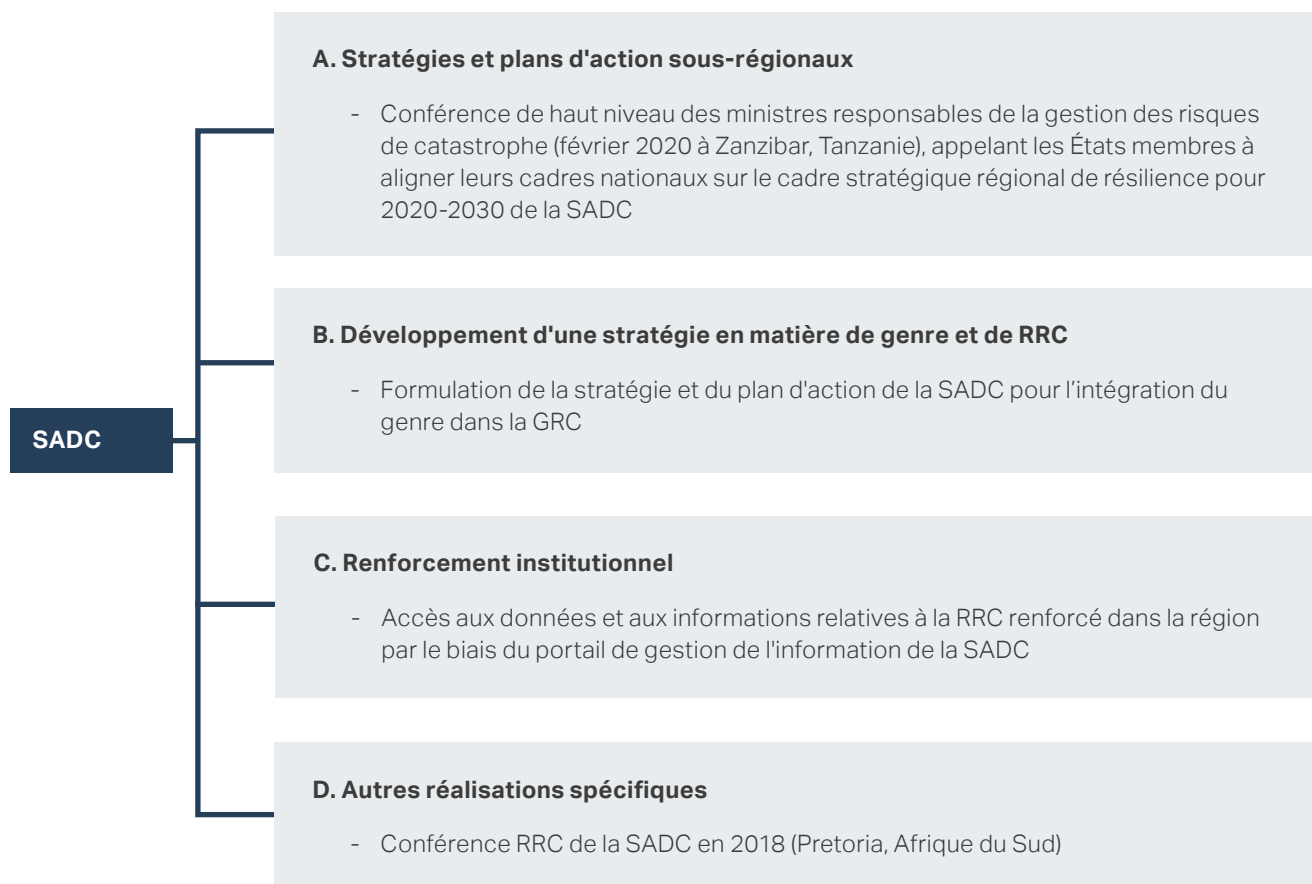 A. Stratégies et plans d'action sous-régionaux
- Conférence de haut niveau des ministres responsables de la gestion des risques
de catastrophe (février 2020 à Zanzibar, Tanzanie), appelant les États membres à
aligner leurs cadres nationaux sur le cadre stratégique régional de résilience pour
2020-2030 de la SADC
B. Développement d'une stratégie en matière de genre et de RRC
- Formulation de la stratégie et du plan d'action de la SADC pour l’intégration du
genre dans la GRC
SADC
C. Renforcement institutionnel
- Accès aux données et aux informations relatives à la RRC renforcé dans la région
par le biais du portail de gestion de l'information de la SADC
D. Autres réalisations spécifiques
- Conférence RRC de la SADC en 2018 (Pretoria, Afrique du Sud)